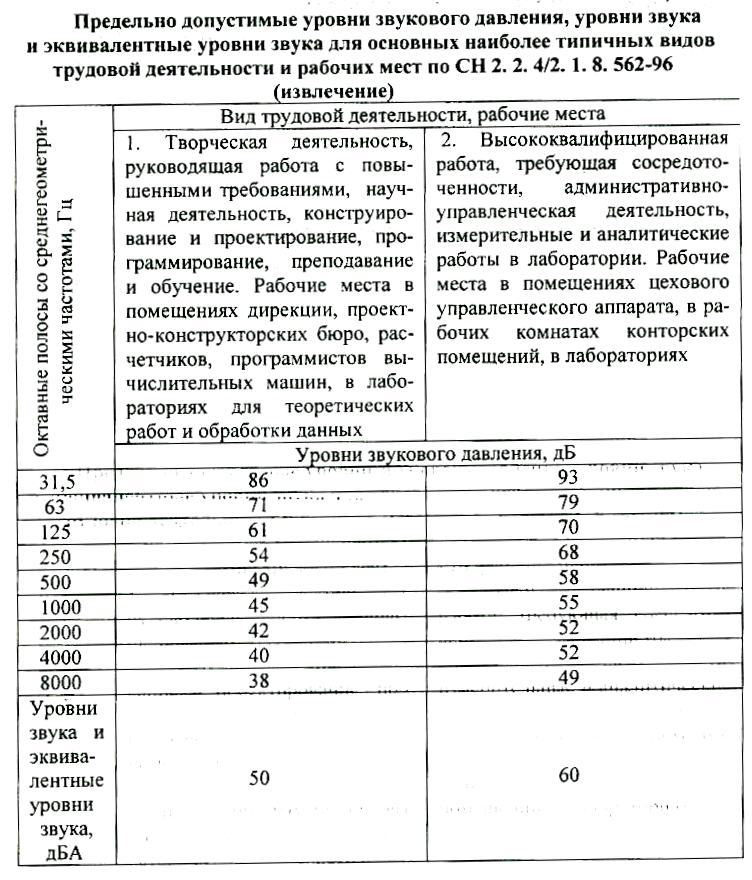 Предельно допустимые уровни звукового давления, уровни звука
и эквивалентные уровни звука для основных наиболее типичных видов
трудовой деятельности и рабочих мест по СН 2. 2. 4/2. 1. 8. 562-96
(извлечение)
Октавные полосы со среднегеометри-
ческими частотами, Гц
Вид трудовой деятельности, рабочие места
1. Творческая деятельность,
руководящая работа с повы-
шенными требованиями, науч-
ная деятельность, конструиро-
вание и проектирование, про-
граммирование, преподавание
и обучение. Рабочие места в
помещениях дирекции, проект-
но-конструкторских бюро, рас-
четчиков, программистов вы-
числительных машин, в лабо-
раториях для теоретических
работ и обработки данных
2. Высококвалифицированная
работа, требующая сосредото-
ченности, административно-
управленческая деятельность,
измерительные и аналитические
работы в лаборатории. Рабочие
места в помещениях цехового
управленческого аппарата, в ра-
бочих комнатах конторских
помещений, в лабораториях
Уровни звукового давления, дБ
31,5 86 93
63 71 79
125 61 70
250 54 68
500 49 58
1000 45 55
2000 42 52
4000 40 52
8000 38 49
Уровни
звука и
эквива-
лентные
уровни
звука,
дБА
50 60